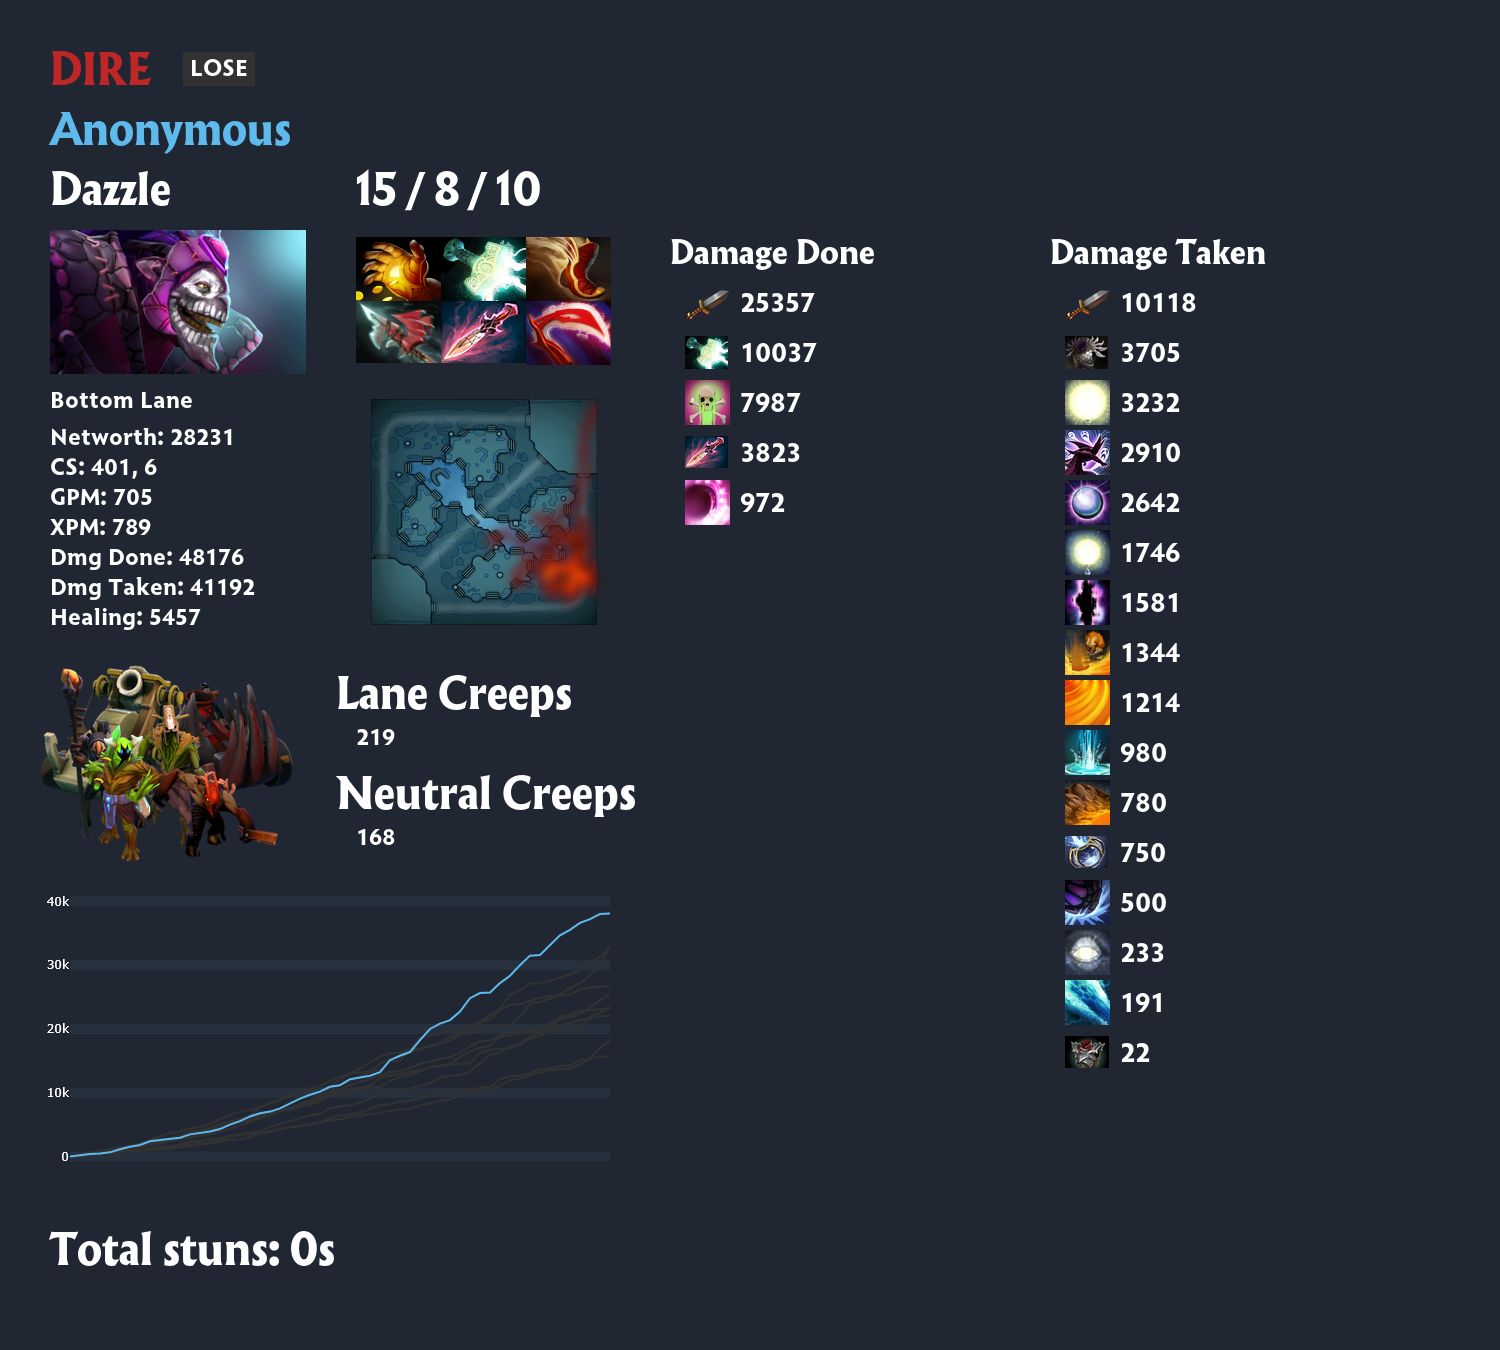 DIRE LOSE
Anonymous
Dazzle 15 / 8 / 10
Damage Done
25357
10037
7987
3823
972
Damage Taken
10118
3705
3232
2910
2642
1746
1581
1344
1214
980
780
750
500
233
191
22
Bottom Lane
Networth: 28231
CS: 401, 6
GPM: 705
XPM: 789
Dmg Done: 48176
Dmg Taken: 41192
Healing: 5457
Lane Creeps
219
Neutral Creeps
168
40k
30k
20k
10k
0
Total stuns: 0s